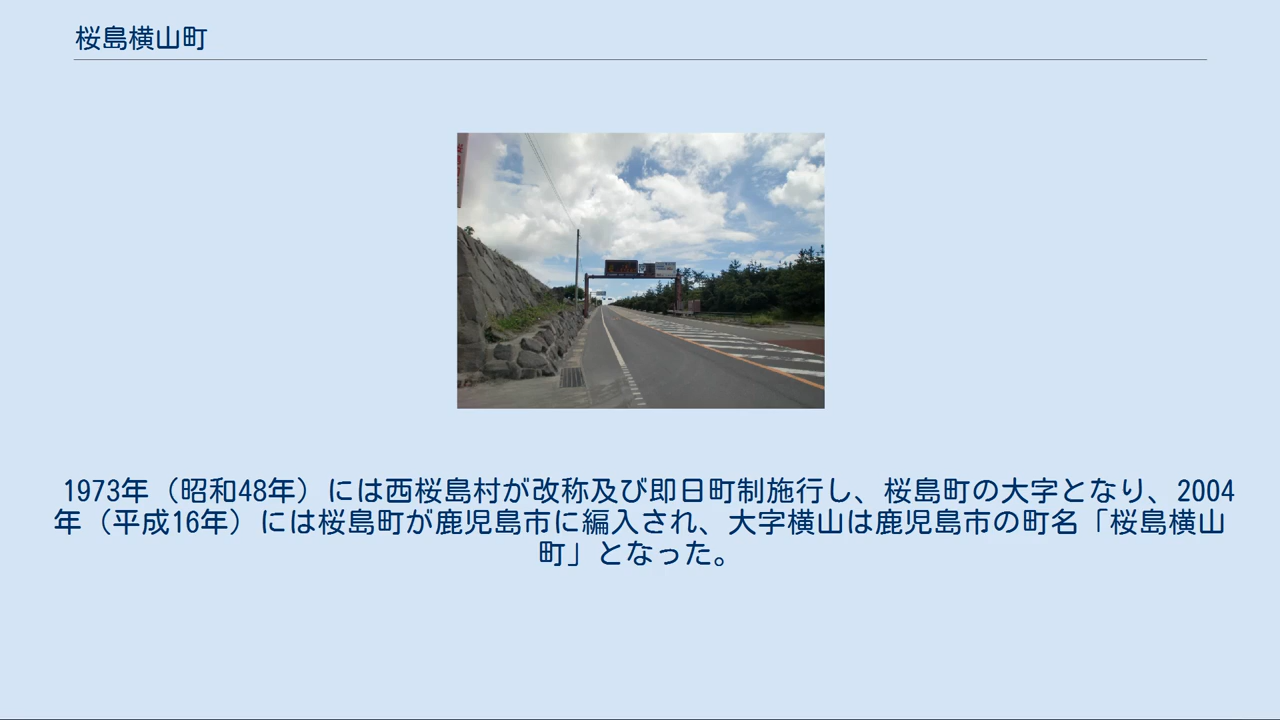 桜島横山町
1973年（昭和48年）には西桜島村が改称及び即日町制施行し、桜島町の大字となり、2004
年（平成16年）には桜島町が鹿児島市に編入され、大字横山は鹿児島市の町名「桜島横山
町」となった。